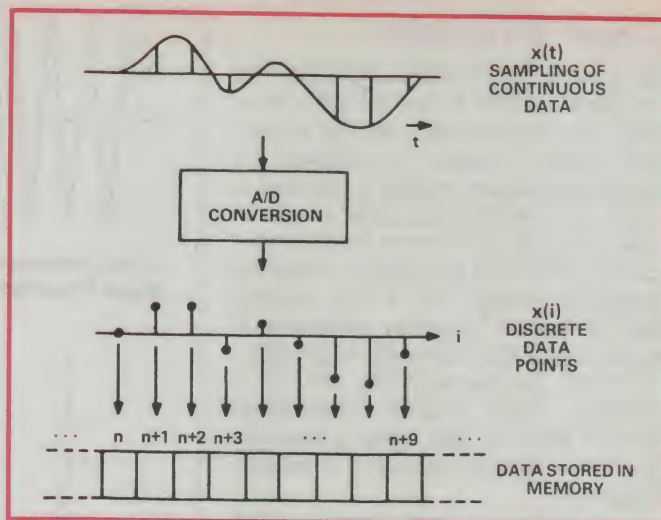 x(t)
SAMPLING OF
CONTINUOUS
DATA
t
A/D
CONVERSION
x(i)
DISCRETE
DATA
POINTS
i
... n n+1 n+2 n+3 ... n+9 ...
DATA STORED IN
MEMORY